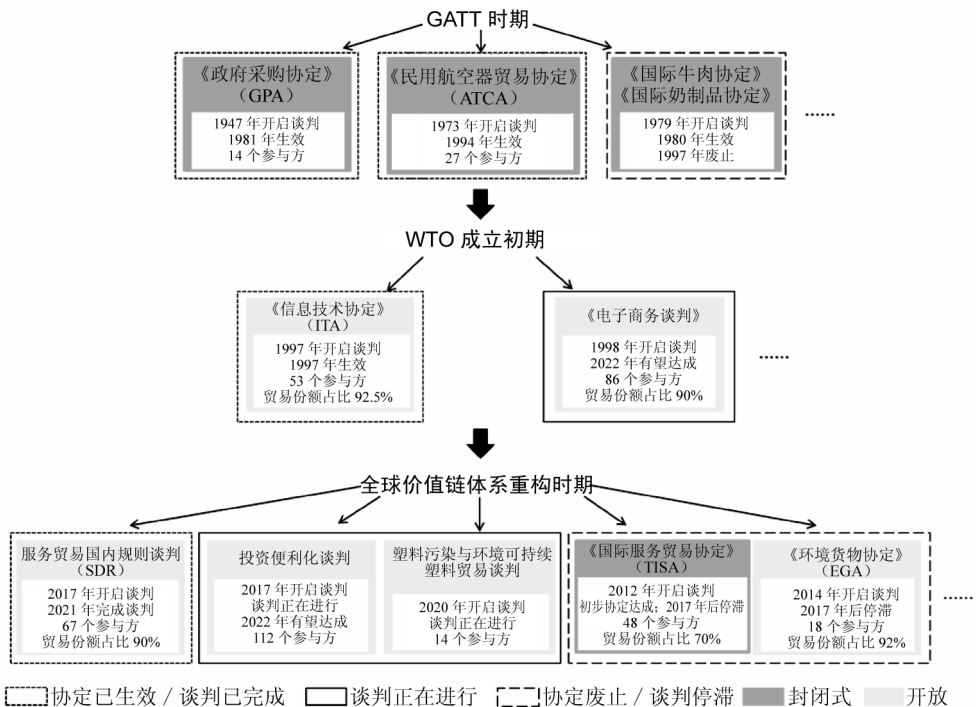 GATT 时期
《政府采购协定》
（GPA）
1947 年开启谈判
1981 年生效
14 个参与方
《民用航空器贸易协定》
（ATCA）
1973 年开启谈判
1994 年生效
27 个参与方
《国际牛肉协定》
《国际奶制品协定》
1979 年开启谈判
1980 年生效
1997 年废止
······
WTO 成立初期
《信息技术协定》
（ITA）
1997 年开启谈判
1997 年生效
53 个参与方
贸易份额占比 92.5%
《电子商务谈判》
1998 年开启谈判
2022 年有望达成
86 个参与方
贸易份额占比 90%
······
全球价值链体系重构时期
服务贸易国内规则谈判
（SDR）
2017 年开启谈判
2021 年完成谈判
67 个参与方
贸易份额占比 90%
投资便利化谈判
2017 年开启谈判
谈判正在进行
2022 年有望达成
112 个参与方
塑料污染与环境可持续
塑料贸易谈判
2020 年开启谈判
谈判正在进行
14 个参与方
《国际服务贸易协定》
（TISA）
2012 年开启谈判
初步协定达成；2017 年后停滞
48 个参与方
贸易份额占比 70%
《环境货物协定》
（EGA）
2014 年开启谈判
2017 年后停滞
18 个参与方
贸易份额占比 92%
······
协定已生效 / 谈判已完成
谈判正在进行
协定废止 / 谈判停滞
封闭式
开放